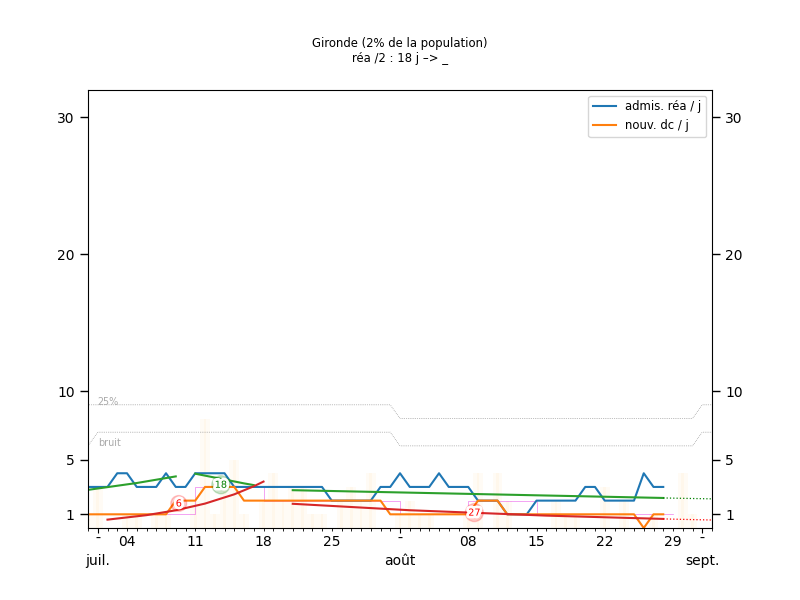 Gironde (2% de la population)
réa /2 : 18 j –> _
admis. réa / j
nouv. dc / j
30
30
20
20
10
10
25%
bruit
5
5
18
6
27
1
1
- 04 11 18 25 - 08 15 22 29 -
juil. août sept.